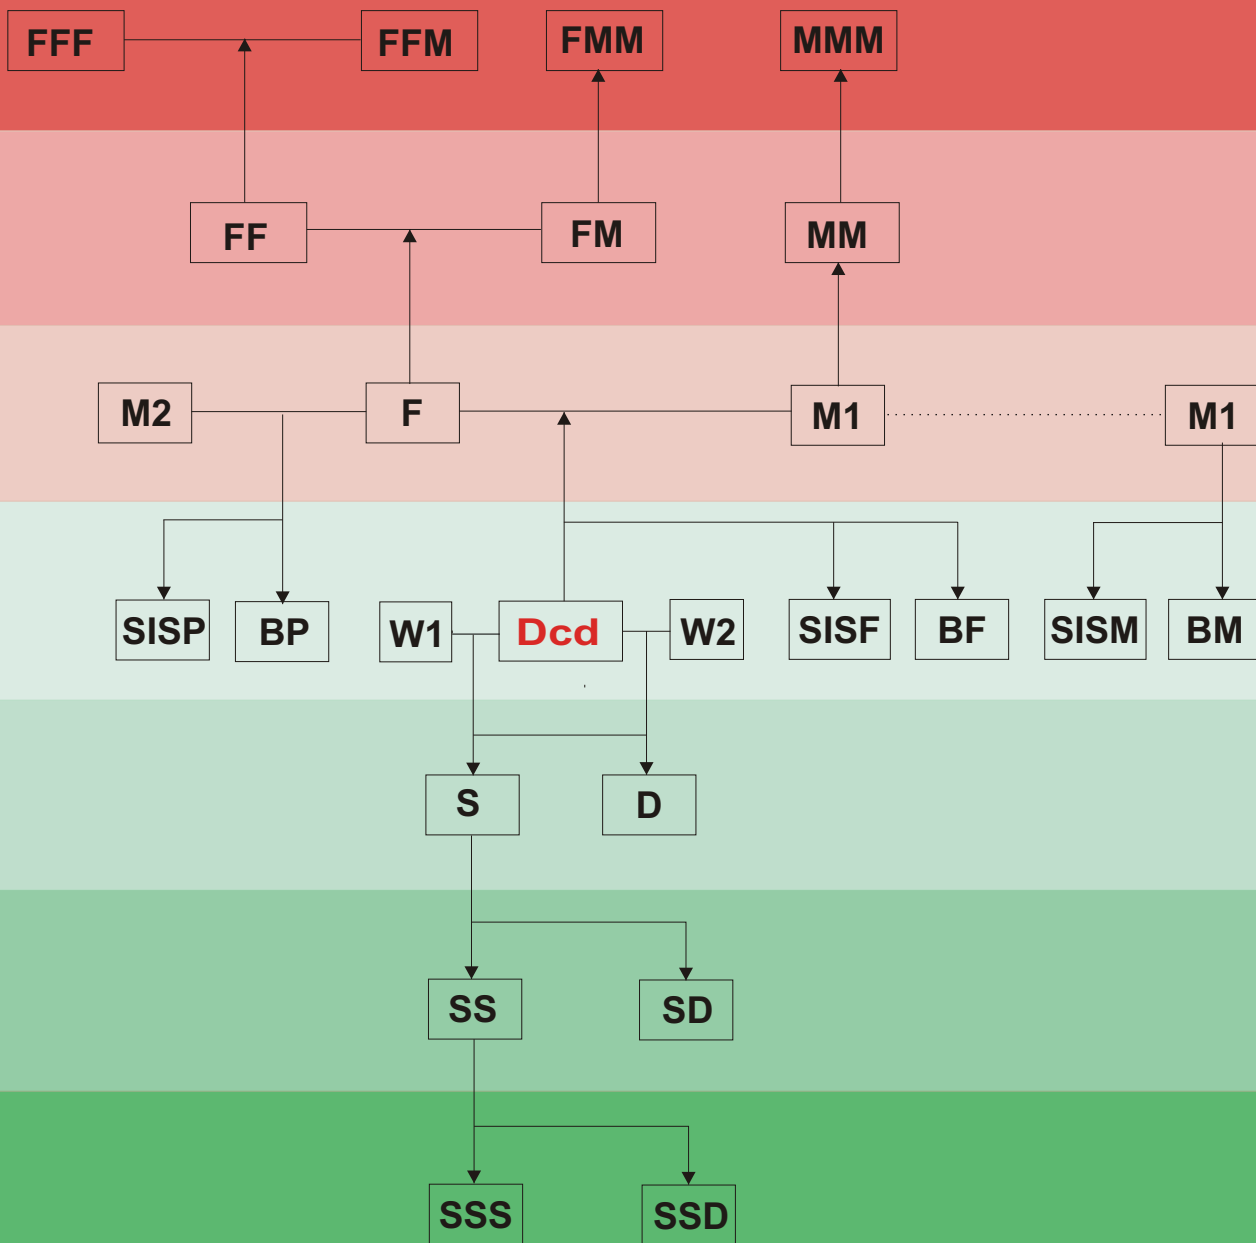 FFF FFM FMM MMM
FF FM MM
M2 F M1 M1
SISP BP W1 Dcd W2 SISF BF SISM BM
S D
SS SD
SSS SSD